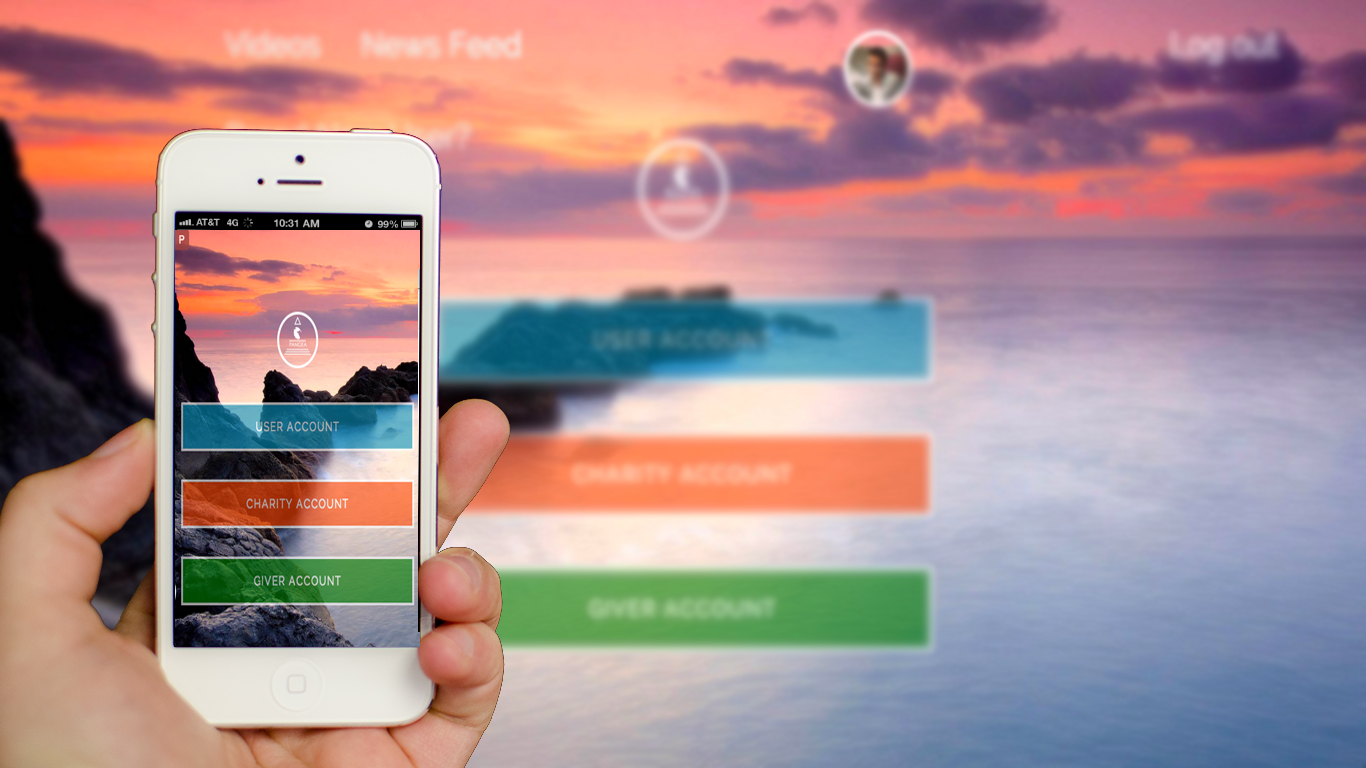 Videos News Feed
Log out
AT&T 4G 10:31 AM 99%
P
PANGEA
USER ACCOUNT
CHARITY ACCOUNT
GIVER ACCOUNT
USER ACCOUNT
CHARITY ACCOUNT
GIVER ACCOUNT